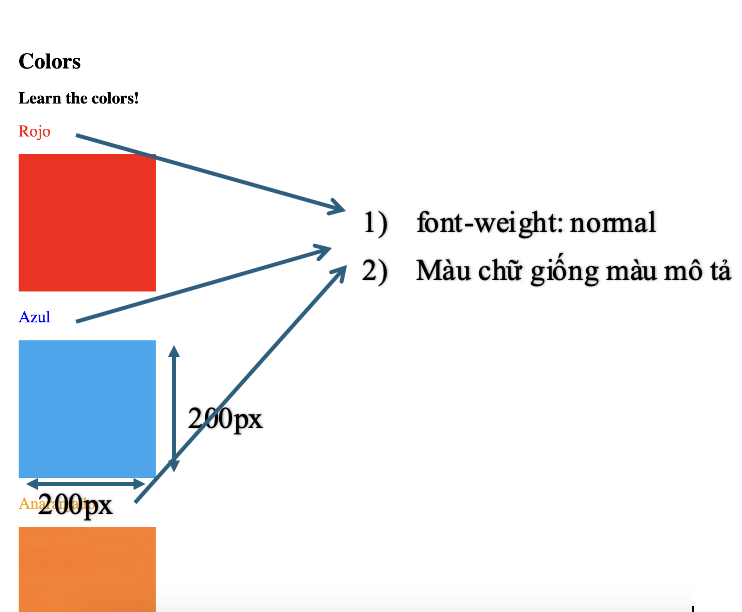 Colors
Learn the colors!
Rojo
1) font-weight: normal
2) Màu chữ giống màu mô tả
Azul
200px
200px